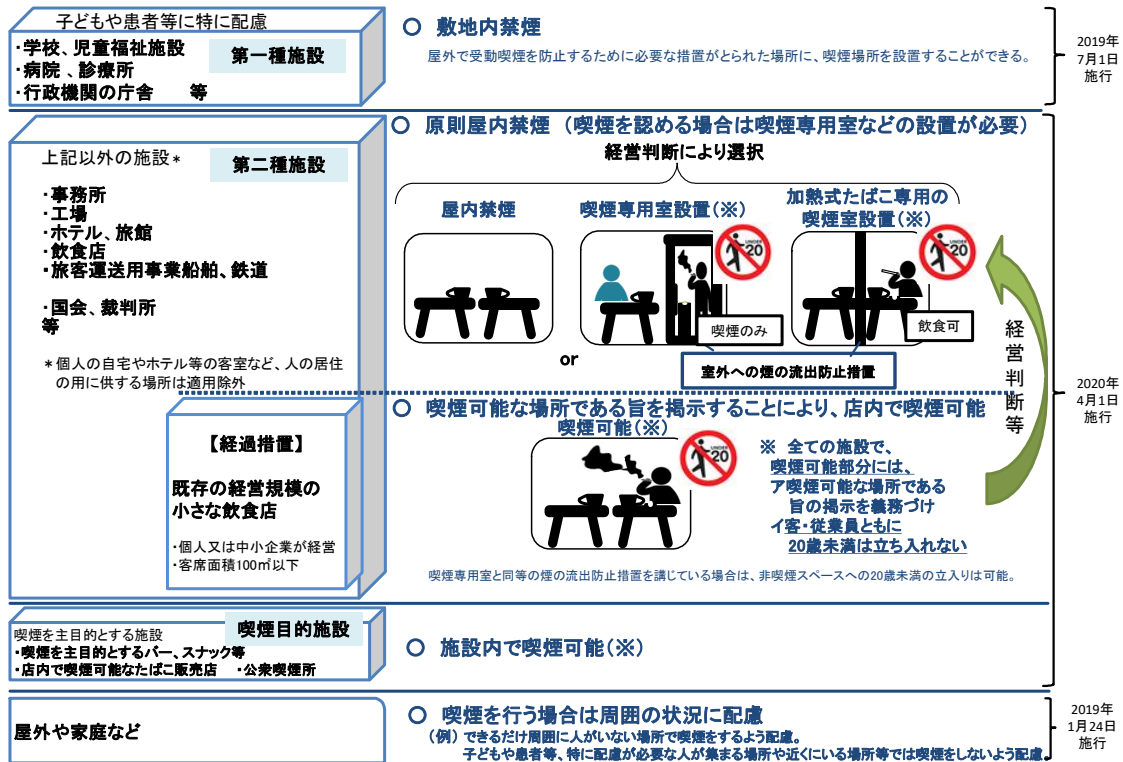 子どもや患者等に特に配慮
・学校、児童福祉施設
・病院、診療所
・行政機関の庁舎　等
第一種施設
○ 敷地内禁煙
屋外で受動喫煙を防止するために必要な措置がとられた場所に、喫煙場所を設置することができる。
2019年
7月1日
施行
上記以外の施設*
第二種施設
・事務所
・工場
・ホテル、旅館
・飲食店
・旅客運送用事業船舶、鉄道
・国会、裁判所
等
*個人の自宅やホテル等の客室など、人の居住
の用に供する場所は適用除外
○ 原則屋内禁煙（喫煙を認める場合は喫煙専用室などの設置が必要）
経営判断により選択
屋内禁煙
喫煙専用室設置(※)
UNDER
20
喫煙のみ
加熱式たばこ専用の
喫煙室設置(※)
UNDER
20
飲食可
or
室外への煙の流出防止措置
経営判断等
2020年
4月1日
施行
【経過措置】
既存の経営規模の
小さな飲食店
・個人又は中小企業が経営
・客席面積100㎡以下
○ 喫煙可能な場所である旨を掲示することにより、店内で喫煙可能
喫煙可能(※)
UNDER
20
※ 全ての施設で、
喫煙可能部分には、
ア喫煙可能な場所である
旨の掲示を義務づけ
イ客・従業員ともに
20歳未満は立ち入れない
喫煙専用室と同等の煙の流出防止措置を講じている場合は、非喫煙スペースへの20歳未満の立入りは可能。
喫煙を主目的とする施設
喫煙目的施設
・喫煙を主目的とするバー、スナック等
・店内で喫煙可能なたばこ販売店　・公衆喫煙所
○ 施設内で喫煙可能(※)
屋外や家庭など
○ 喫煙を行う場合は周囲の状況に配慮
（例）できるだけ周囲に人がいない場所で喫煙をするよう配慮。
子どもや患者等、特に配慮が必要な人が集まる場所や近くにいる場所等では喫煙をしないよう配慮。
2019年
1月24日
施行